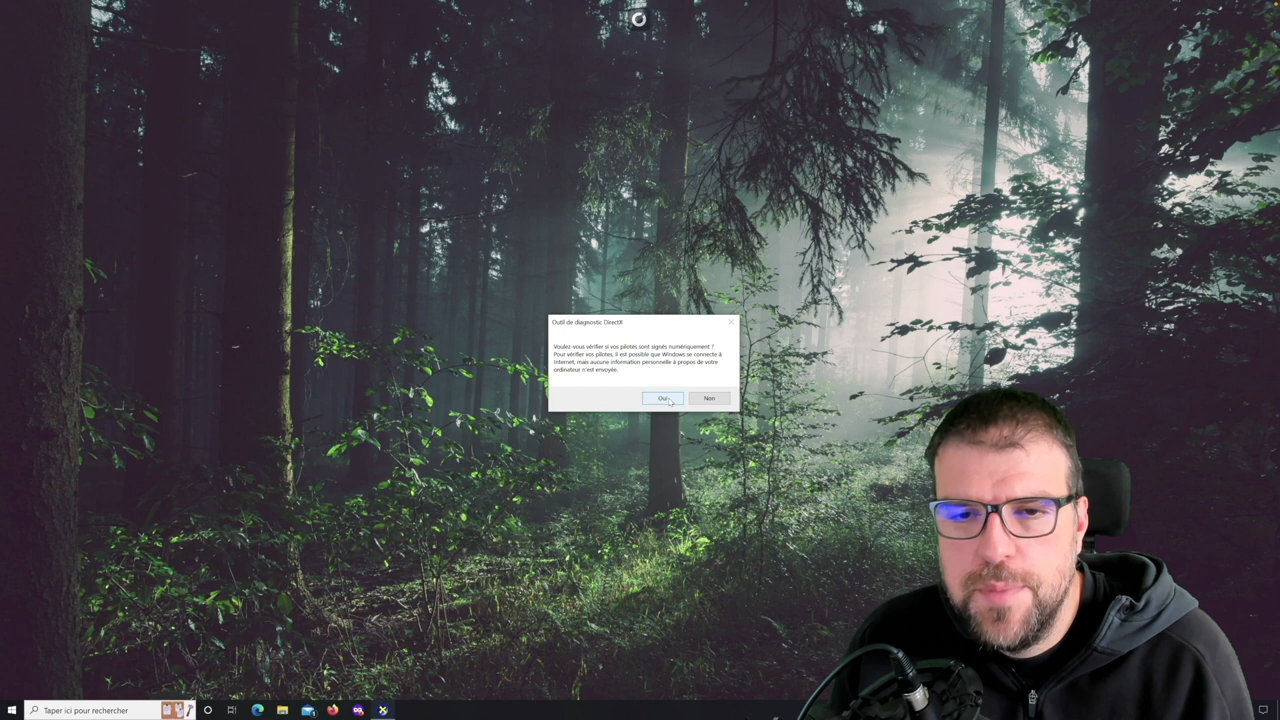 Outil de diagnostic DirectX
Voulez-vous vérifier si vos pilotes sont signés numériquement ?
Pour vérifier vos pilotes, il est possible que Windows se connecte à
Internet, mais aucune information personnelle à propos de votre
ordinateur n'est envoyée.
Oui
Non
Taper ici pour rechercher